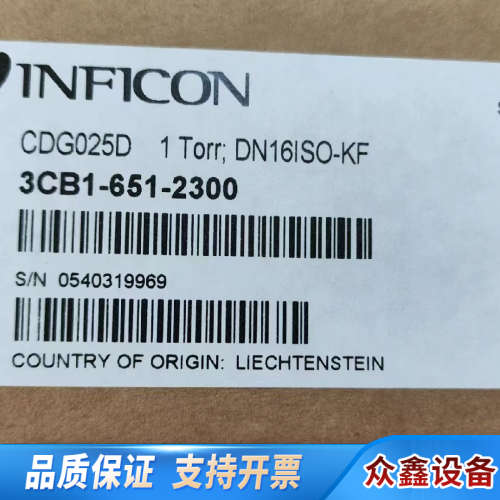 INFICON
CDG025D 1 Torr; DN16ISO-KF
3CB1-651-2300
S/N 0540319969
COUNTRY OF ORIGIN: LIECHTENSTEIN
品质保证 支持开票 众鑫设备